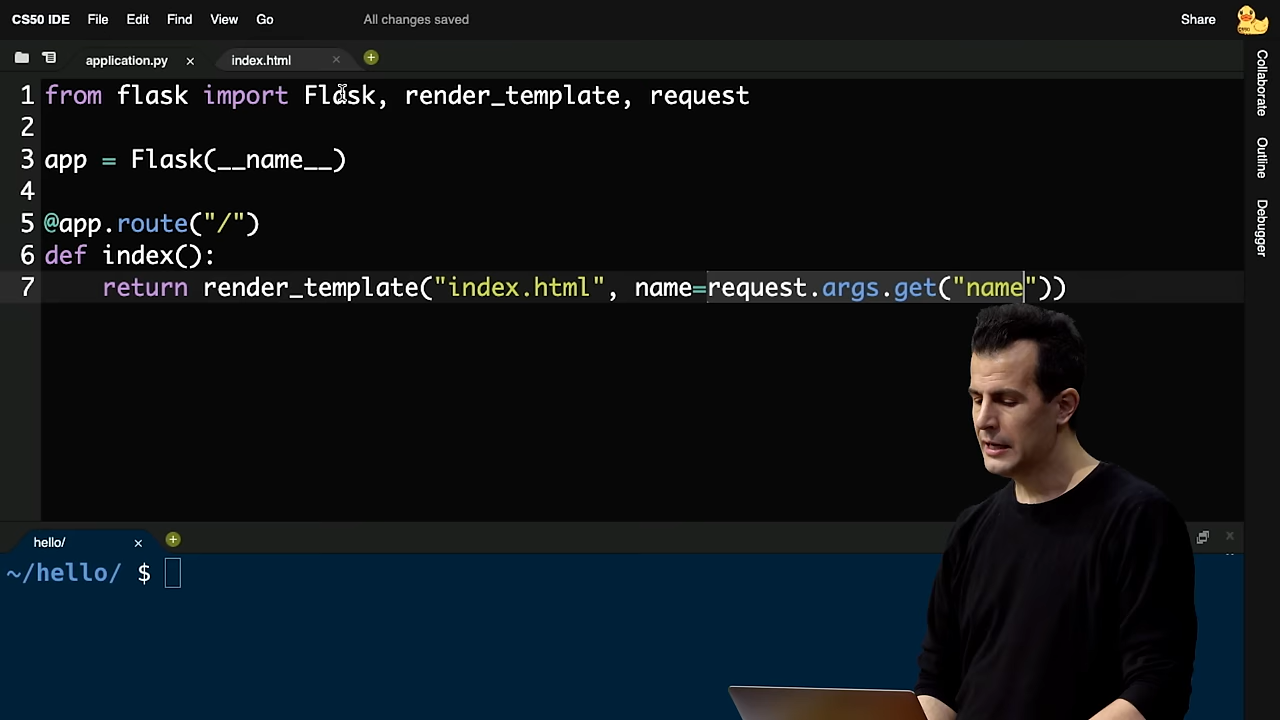 CS50 IDE File Edit Find View Go All changes saved Share
application.py index.html
1 from flask import Flask, render_template, request
2
3 app = Flask(__name__)
4
5 @app.route("/")
6 def index():
7 return render_template("index.html", name=request.args.get("name"))
hello/
~/hello/ $
Collaborate
Outline
Debugger